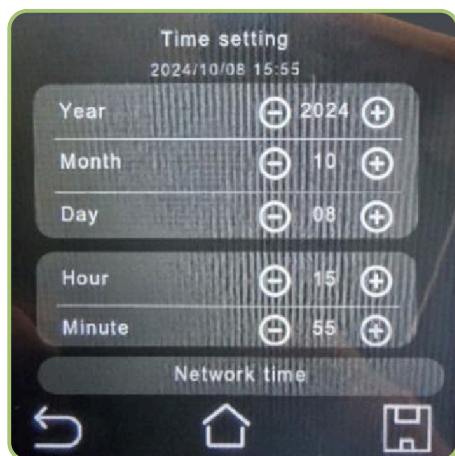 Time setting
2024/10/08 15:55
Year 2024
Month 10
Day 08
Hour 15
Minute 55
Network time